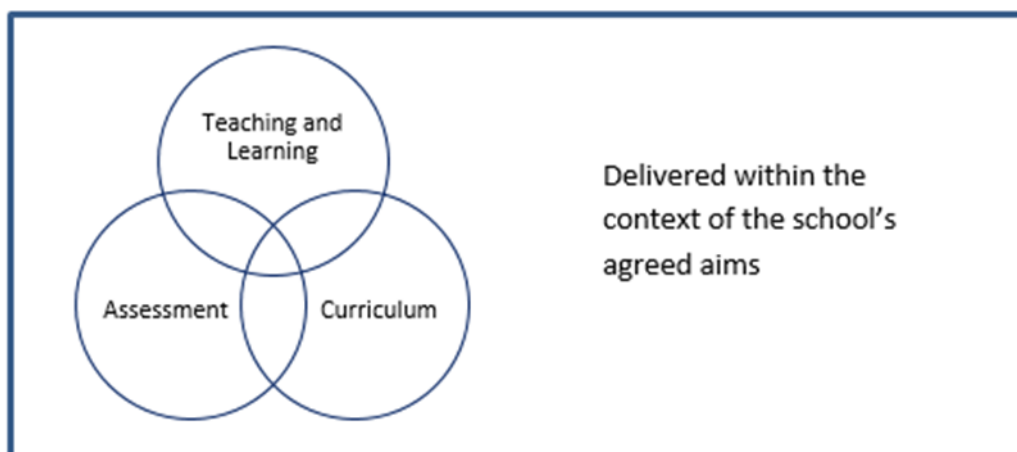 Teaching and
Learning
Assessment
Curriculum
Delivered within the
context of the school’s
agreed aims